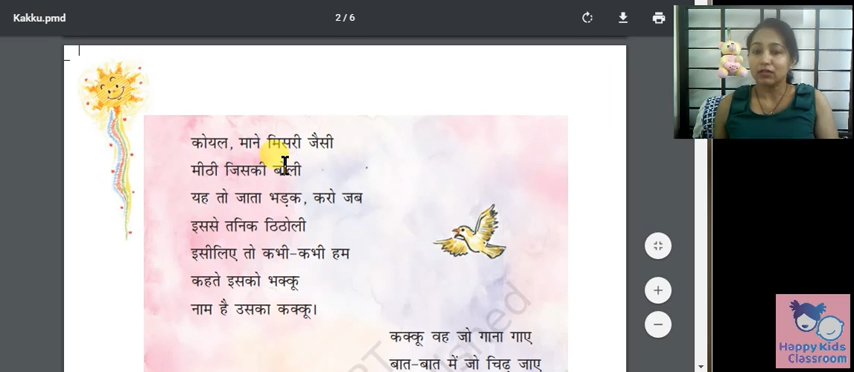 Kakku.pmd
2 / 6
कोयल, माने मिसरी जैसी
मीठी जिसकी बोली
यह तो जाता भड़क, करो जब
इससे तनिक ठिठोली
इसीलिए तो कभी-कभी हम
कहते इसको भक्कू
नाम है उसका कक्कू।
कक्कू वह जो गाना गाए
बात-बात में जो चिढ़ जाए
Happy Kids
Classroom